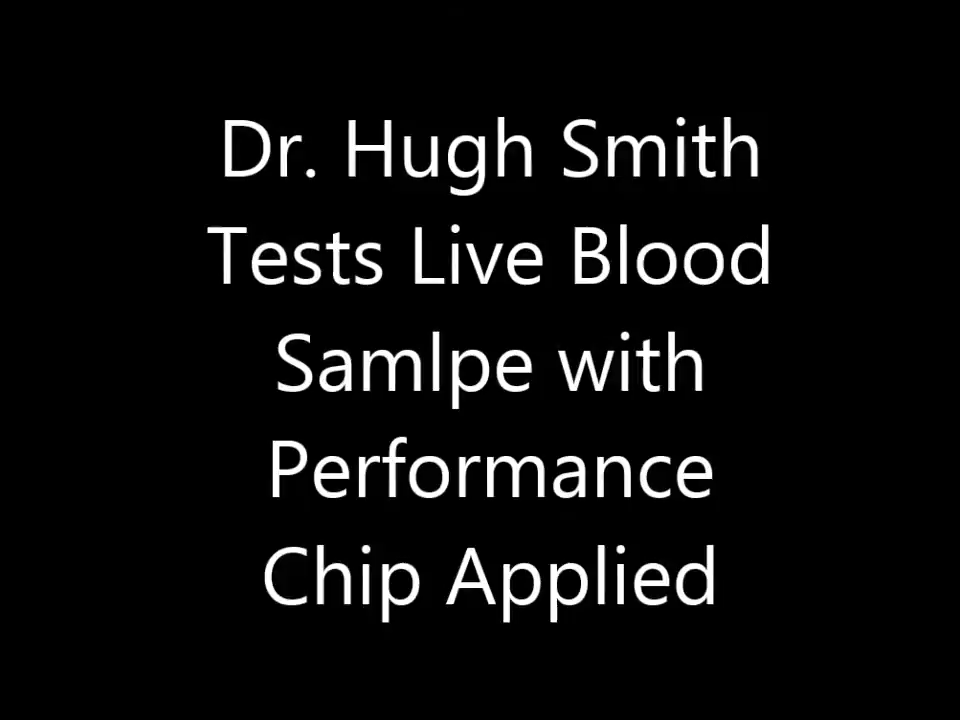 Dr. Hugh Smith
Tests Live Blood
Samlpe with
Performance
Chip Applied